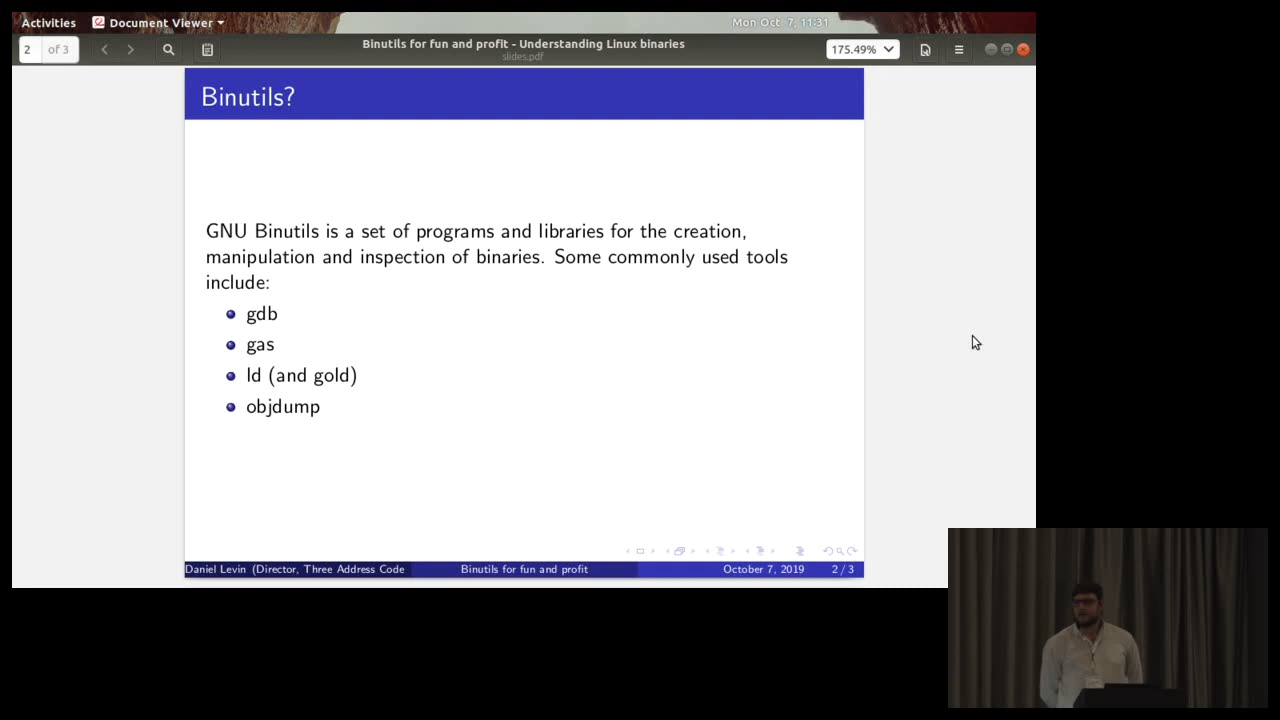 Activities Document Viewer Mon Oct 7, 11:31
2 of 3 Binutils for fun and profit - Understanding Linux binaries 175.49%
slides.pdf
Binutils?
GNU Binutils is a set of programs and libraries for the creation,
manipulation and inspection of binaries. Some commonly used tools
include:
gdb
gas
ld (and gold)
objdump
Daniel Levin (Director, Three Address Code Binutils for fun and profit October 7, 2019 2 / 3